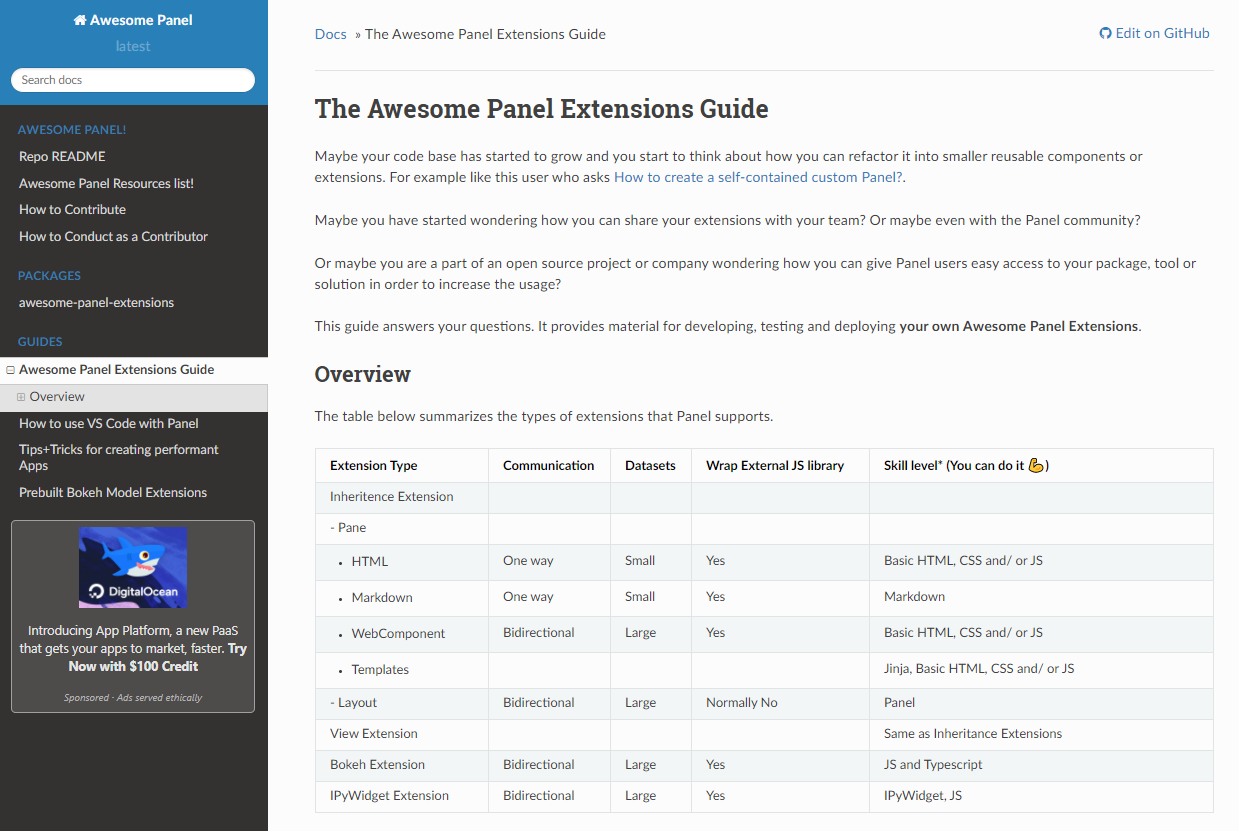 Awesome Panel
latest
Search docs
AWESOME PANEL!
Repo README
Awesome Panel Resources list!
How to Contribute
How to Conduct as a Contributor
PACKAGES
awesome-panel-extensions
GUIDES
Awesome Panel Extensions Guide
Overview
How to use VS Code with Panel
Tips+Tricks for creating performant
Apps
Prebuilt Bokeh Model Extensions
DigitalOcean
Introducing App Platform, a new PaaS
that gets your apps to market, faster. Try
Now with $100 Credit
Sponsored · Ads served ethically
Docs » The Awesome Panel Extensions Guide
Edit on GitHub
The Awesome Panel Extensions Guide
Maybe your code base has started to grow and you start to think about how you can refactor it into smaller reusable components or
extensions. For example like this user who asks How to create a self-contained custom Panel?.
Maybe you have started wondering how you can share your extensions with your team? Or maybe even with the Panel community?
Or maybe you are a part of an open source project or company wondering how you can give Panel users easy access to your package, tool or
solution in order to increase the usage?
This guide answers your questions. It provides material for developing, testing and deploying your own Awesome Panel Extensions.
Overview
The table below summarizes the types of extensions that Panel supports.
Extension Type Communication Datasets Wrap External JS library Skill level* (You can do it 💪)
Inheritence Extension
- Pane
• HTML One way Small Yes Basic HTML, CSS and/ or JS
• Markdown One way Small Yes Markdown
• WebComponent Bidirectional Large Yes Basic HTML, CSS and/ or JS
• Templates Jinja, Basic HTML, CSS and/ or JS
- Layout Bidirectional Large Normally No Panel
View Extension Same as Inheritance Extensions
Bokeh Extension Bidirectional Large Yes JS and Typescript
IPyWidget Extension Bidirectional Large Yes IPyWidget, JS